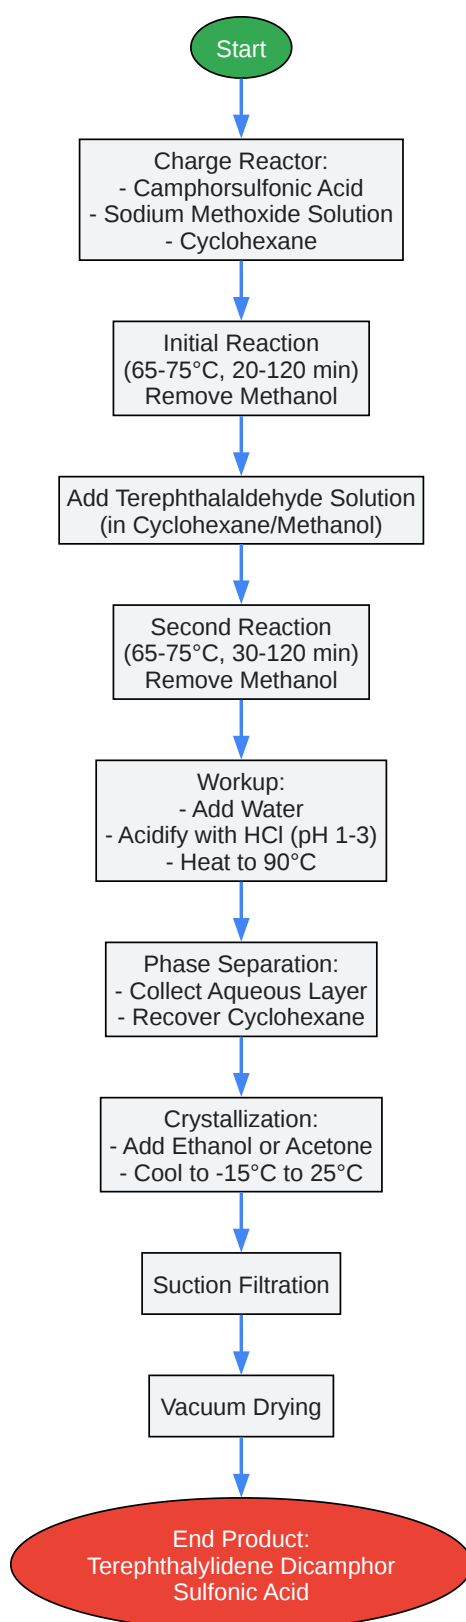 Start
Charge Reactor:
- Camphorsulfonic Acid
- Sodium Methoxide Solution
- Cyclohexane
Initial Reaction
(65-75°C, 20-120 min)
Remove Methanol
Add Terephthalaldehyde Solution
(in Cyclohexane/Methanol)
Second Reaction
(65-75°C, 30-120 min)
Remove Methanol
Workup:
- Add Water
- Acidify with HCl (pH 1-3)
- Heat to 90°C
Phase Separation:
- Collect Aqueous Layer
- Recover Cyclohexane
Crystallization:
- Add Ethanol or Acetone
- Cool to -15°C to 25°C
Suction Filtration
Vacuum Drying
End Product:
Terephthalylidene Dicamphor
Sulfonic Acid